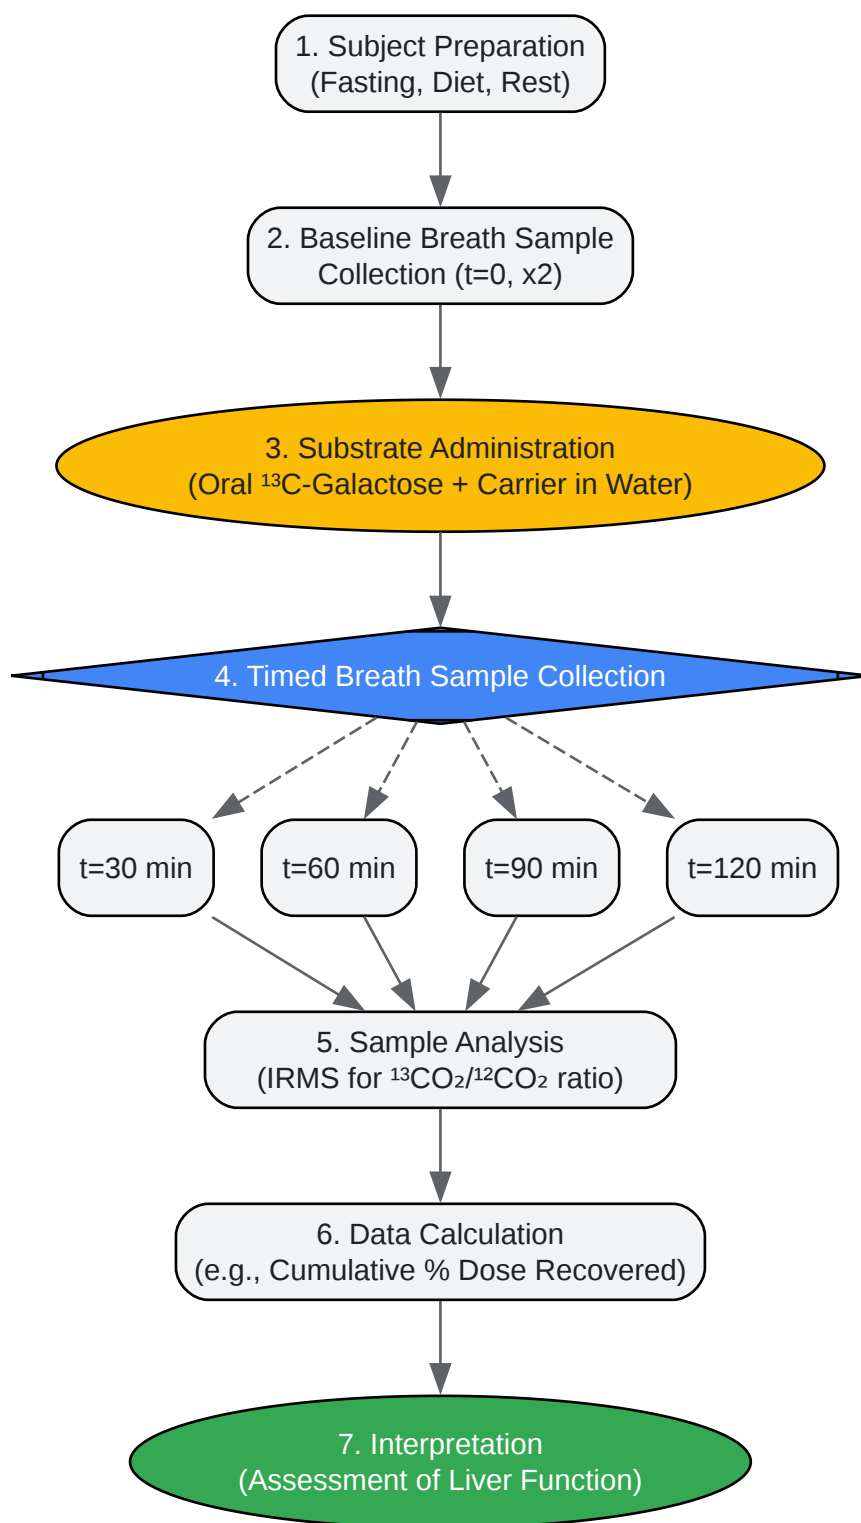 1. Subject Preparation
(Fasting, Diet, Rest)
2. Baseline Breath Sample
Collection (t=0, x2)
3. Substrate Administration
(Oral ¹³C-Galactose + Carrier in Water)
4. Timed Breath Sample Collection
t=30 min
t=60 min
t=90 min
t=120 min
5. Sample Analysis
(IRMS for ¹³CO₂/¹²CO₂ ratio)
6. Data Calculation
(e.g., Cumulative % Dose Recovered)
7. Interpretation
(Assessment of Liver Function)